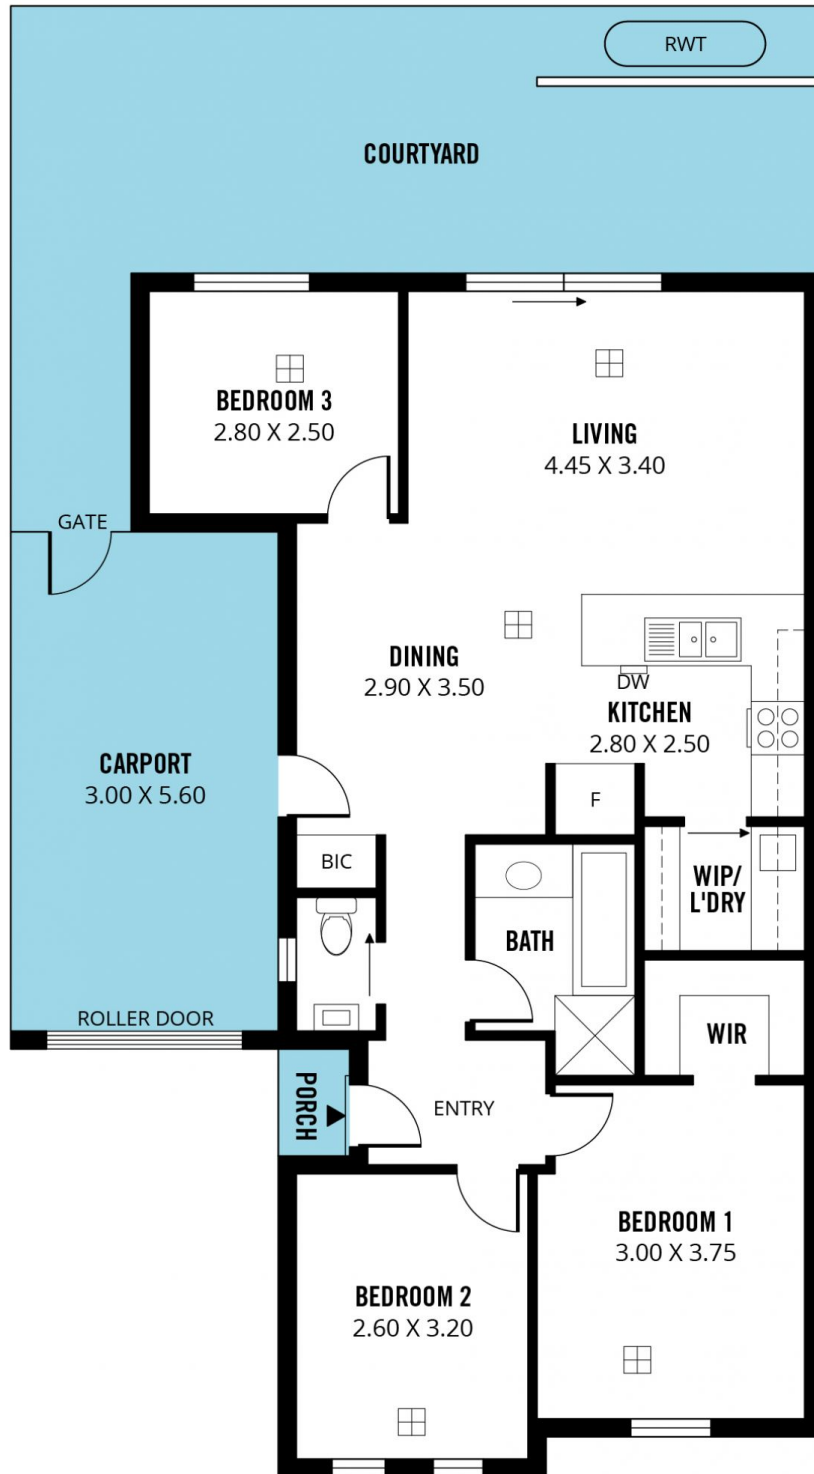 RWT
COURTYARD
BEDROOM 3
2.80 X 2.50
LIVING
4.45 X 3.40
GATE
DINING
2.90 X 3.50
DW
KITCHEN
2.80 X 2.50
CARPORT
3.00 X 5.60
F
BIC
WIP/
L'DRY
BATH
ROLLER DOOR
WIR
PORCH
ENTRY
BEDROOM 1
3.00 X 3.75
BEDROOM 2
2.60 X 3.20